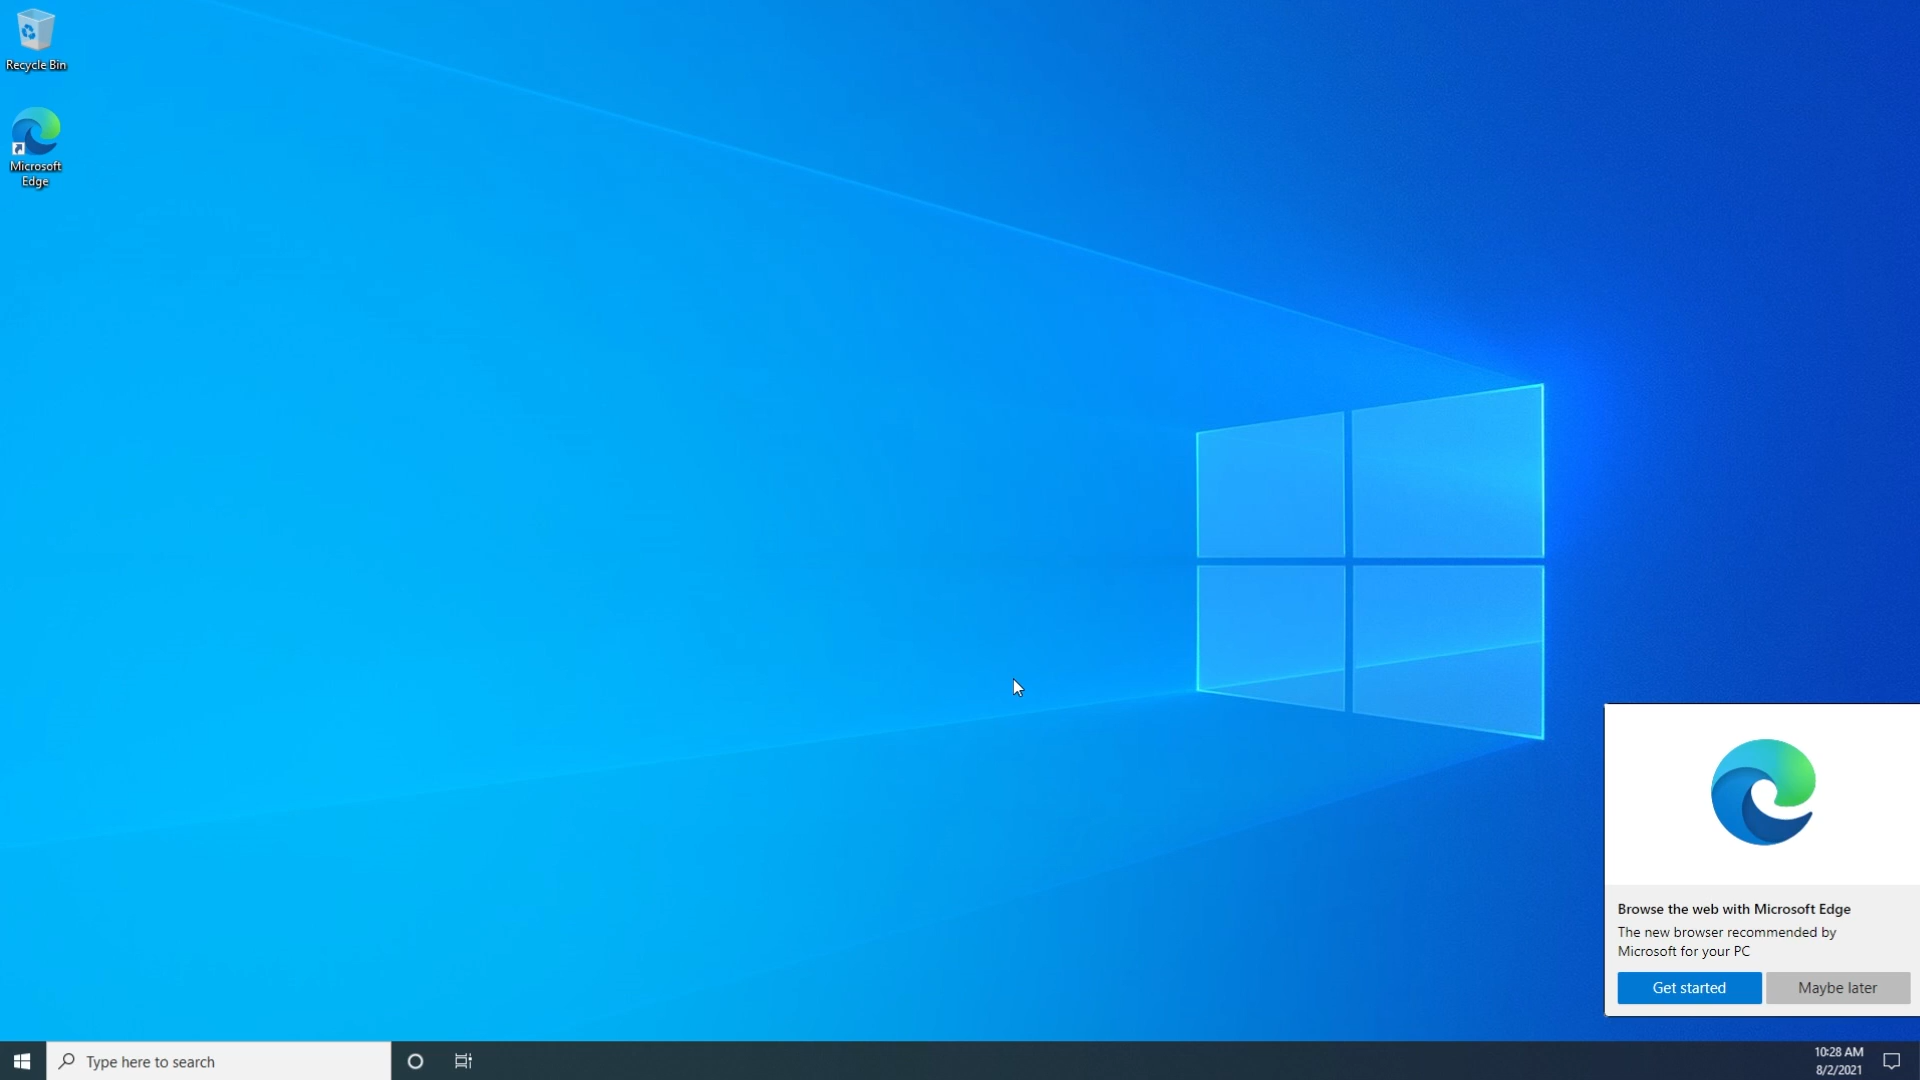 Recycle Bin
Microsoft
Edge
Browse the web with Microsoft Edge
The new browser recommended by
Microsoft for your PC
Get started
Maybe later
Type here to search
10:28 AM
8/2/2021